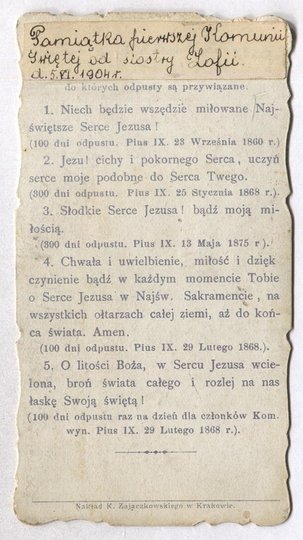 Pamiątka pierwszej Komunii
Świętej od siostry Zofii.
d. 5.VI. 1904 r.
do których odpusty są przywiązane.
1. Niech będzie wszędzie miłowane Naj-
świętsze Serce Jezusa !
(100 dni odpustu. Pius IX. 23 Września 1860 r.)
2. Jezu! cichy i pokornego Serca, uczyń
serce moje podobne do Serca Twego.
(300 dni odpustu. Pius IX. 25 Stycznia 1868 r.)
3. Słodkie Serce Jezusa! bądź moją mi-
łością.
(300 dni odpustu. Pius IX. 13 Maja 1875 r.).
4. Chwała i uwielbienie, miłość i dzięk
czynienie bądź w każdym momencie Tobie
o Serce Jezusa w Najśw. Sakramencie, na
wszystkich ołtarzach całej ziemi, aż do koń-
ca świata. Amen.
(100 dni odpustu. Pius IX. 29 Lutego 1868.).
5. O litości Boża, w Sercu Jezusa wcie-
lona, broń świata całego i rozlej na nas
łaskę Swoją świętą!
(100 dni odpustu raz na dzień dla członków Kom.
wyn. Pius IX. 29 Lutego 1868 r.).
Nakład K. Zajączkowskiego w Krakowie.